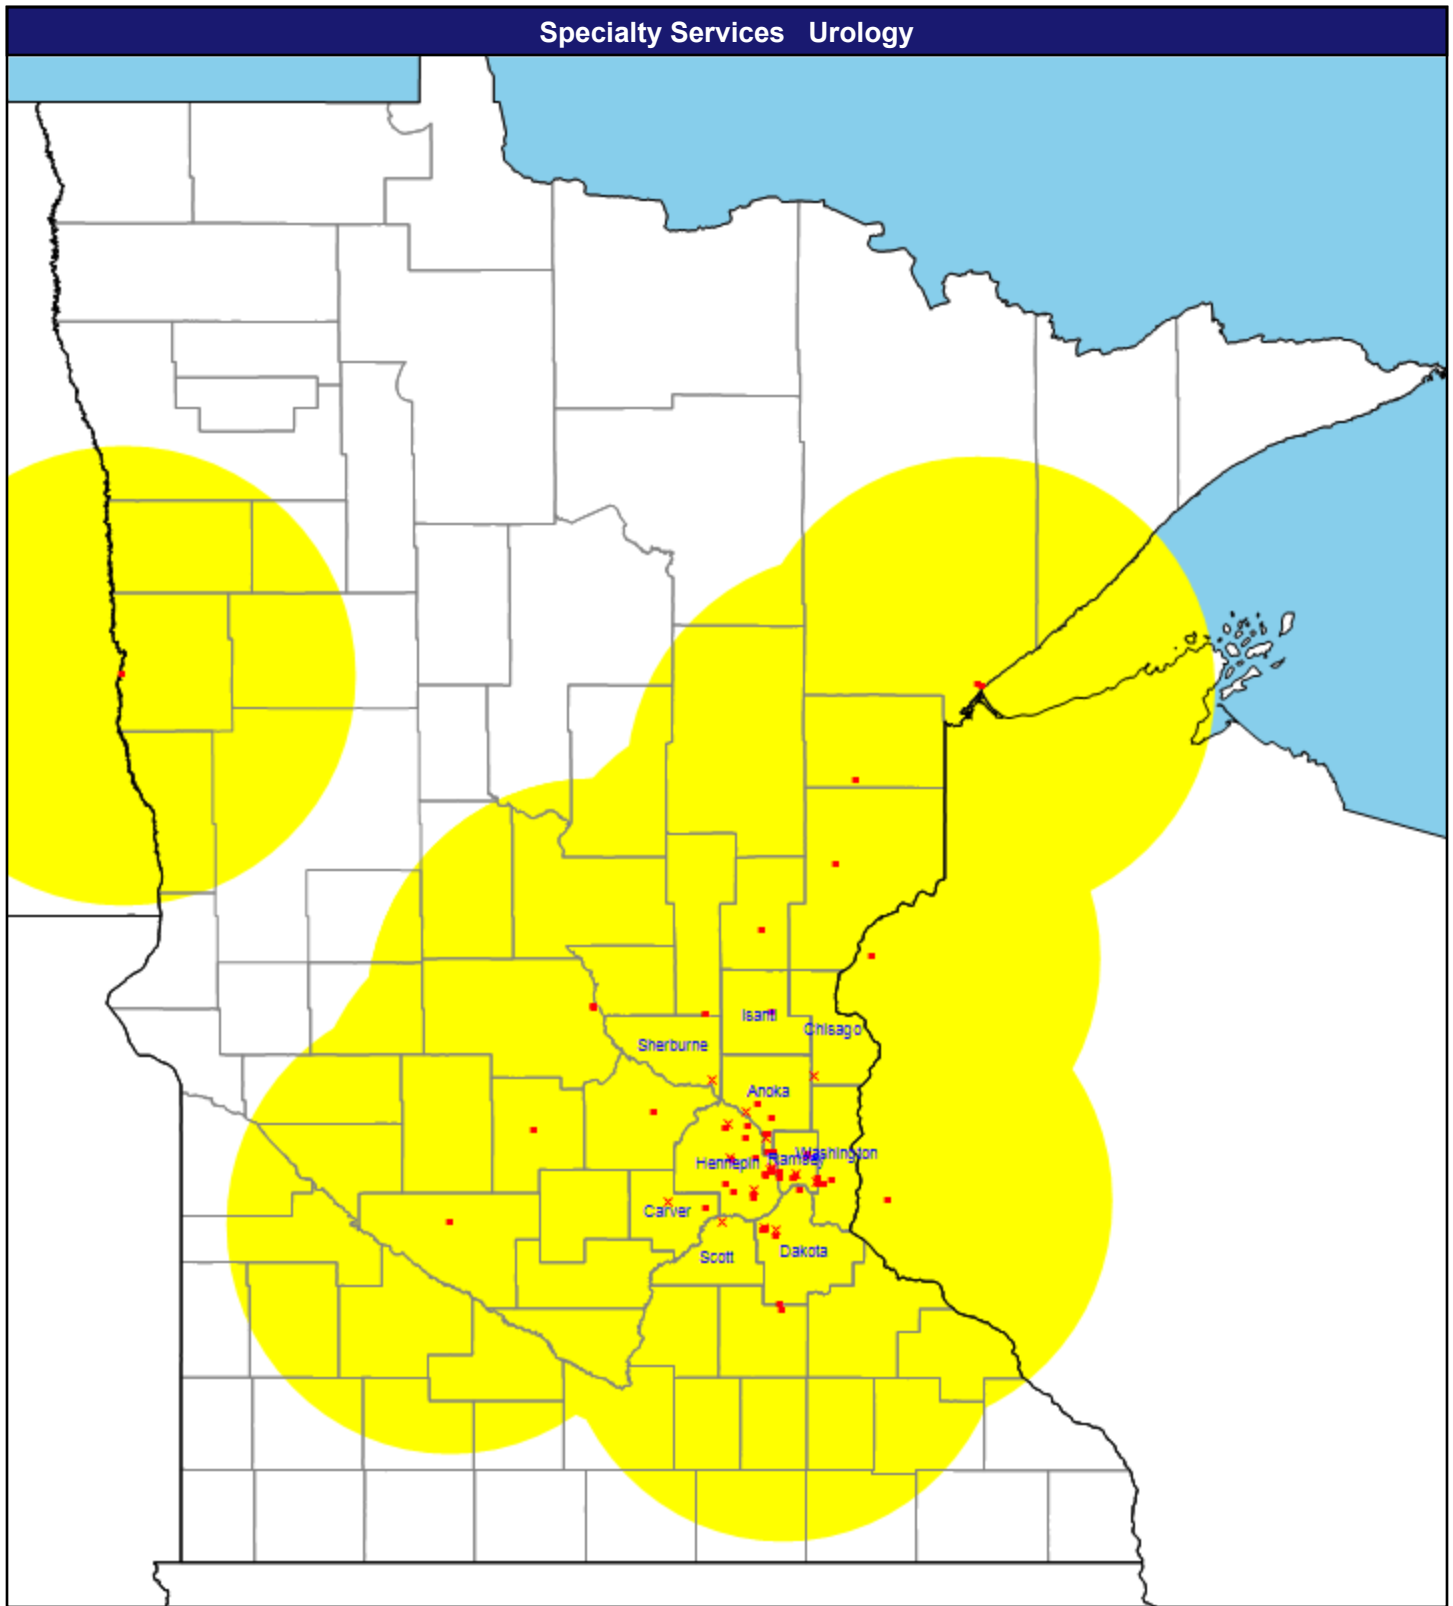 Specialty Services Urology
Isanti
Chisago
Sherburne
Anoka
Washington
Hennepin
Ramsey
Carver
Scott
Dakota